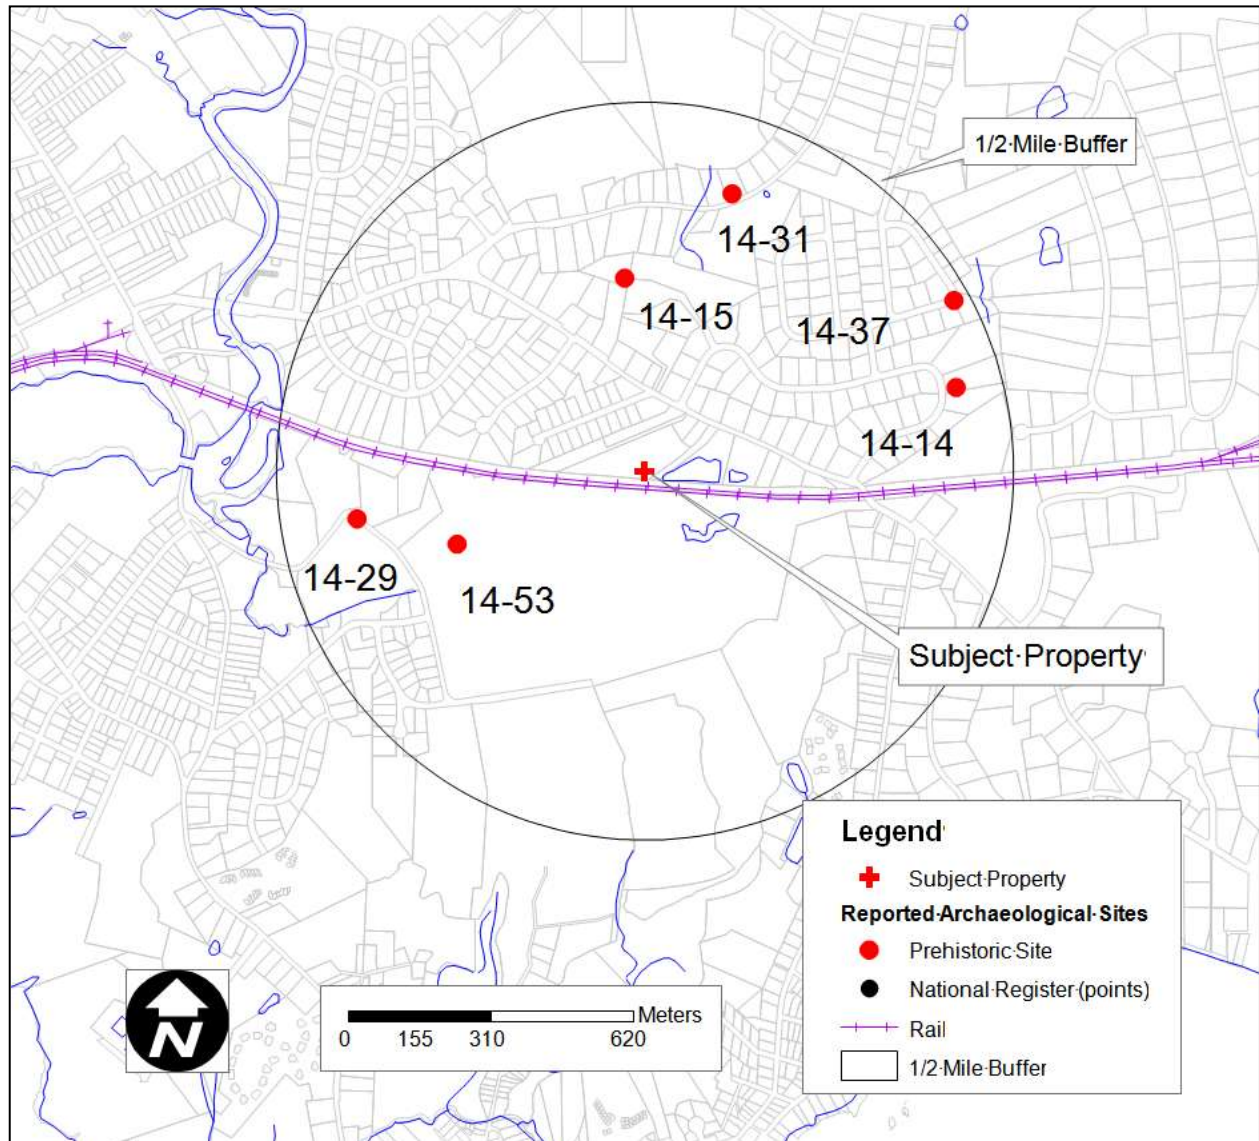 1/2·Mile·Buffer
14-31
14-15
14-37
14-14
14-29
14-53
Subject·Property
Legend
Subject·Property
Reported·Archaeological·Sites
Prehistoric·Site
National·Register·(points)
Rail
1/2·Mile·Buffer
N
Meters
0 155 310 620